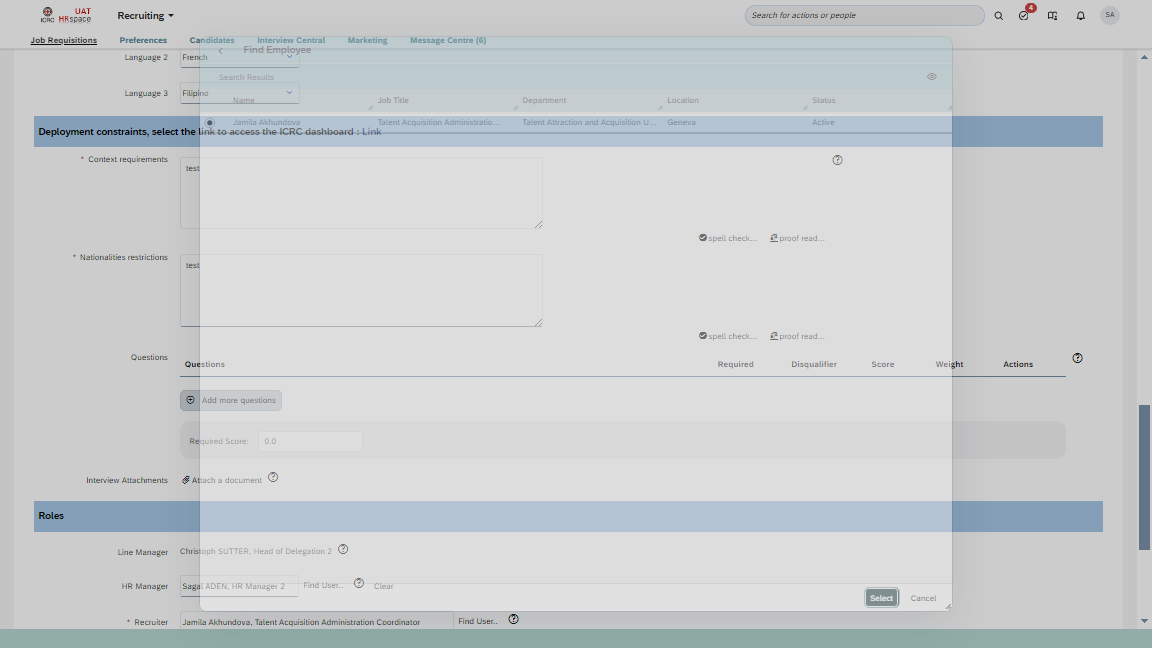 ICRC
UAT
HRspace
Recruiting
Search for actions or people
4
SA
Job Requisitions
Preferences
Candidates
Interview Central
Marketing
Message Centre (6)
Find Employee
Language 2
French
Search Results
Language 3
Filipino
Name
Job Title
Department
Location
Status
Jamila Akhundova
Talent Acquisition Administratio...
Talent Attraction and Acquisition U...
Geneva
Active
Deployment constraints, select the link to access the ICRC dashboard : Link
* Context requirements
test
spell check...
proof read...
* Nationalities restrictions
test
spell check...
proof read...
Questions
Questions
Required
Disqualifier
Score
Weight
Actions
Add more questions
Required Score:
0.0
Interview Attachments
Attach a document
Roles
Line Manager
Christoph SUTTER, Head of Delegation 2
HR Manager
Sagal ADEN, HR Manager 2
Find User..
Clear
Select
Cancel
* Recruiter
Jamila Akhundova, Talent Acquisition Administration Coordinator
Find User..